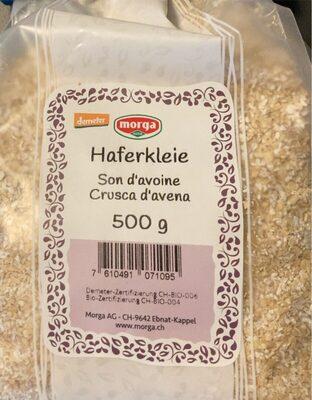 demeter
morga
Haferkleie
Son d'avoine
Crusca d'avena
500 g
7 610491 071095
Demeter-Zertifizierung CH-BIO-006
Bio-Zertifizierung CH-BIO-004
Morga AG - CH-9642 Ebnat-Kappel
www.morga.ch